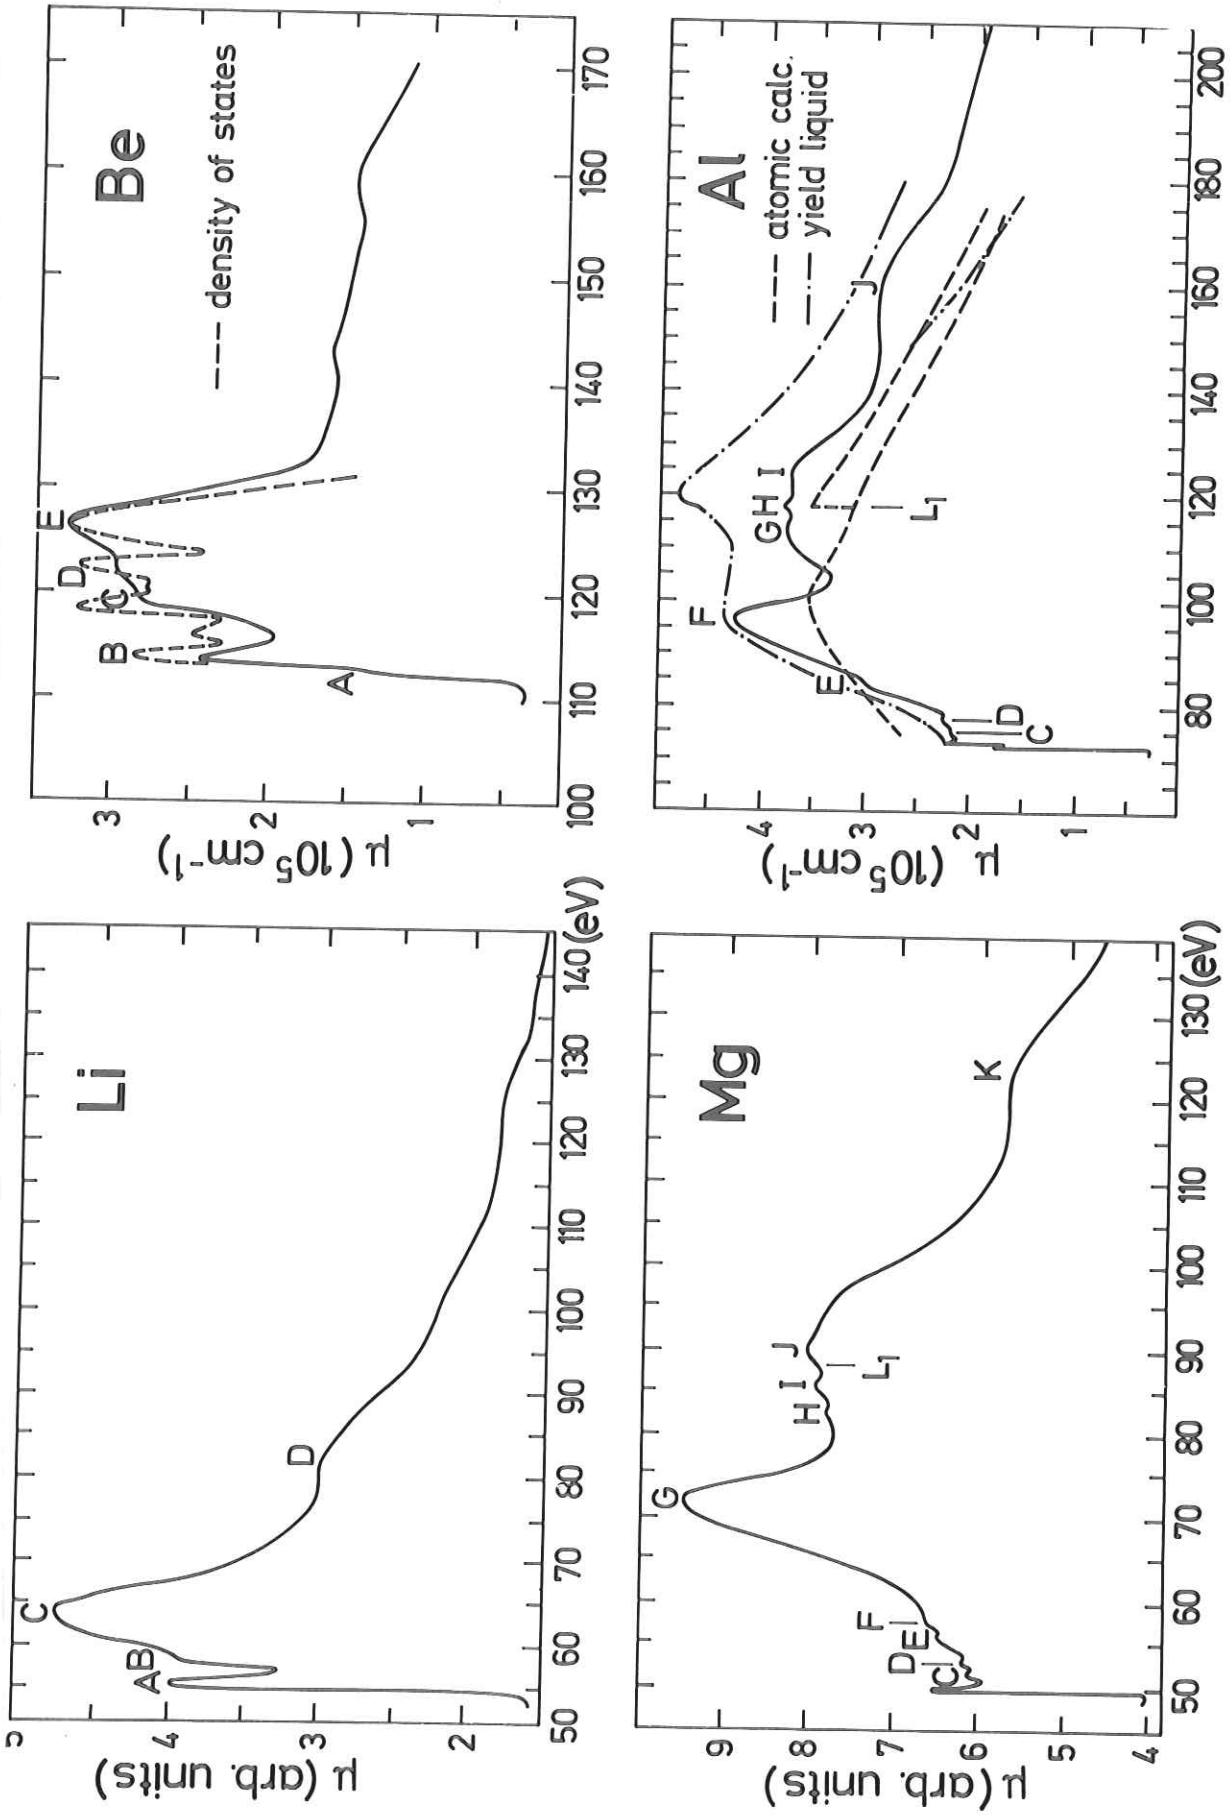 Li
5
4
3
2
μ (arb. units)
A
B
C
D
50
60
70
80
90
100
110
120
130
140 (eV)
Be
--- density of states
3
2
1
μ (10⁵ cm⁻¹)
A
B
C
D
E
100
110
120
130
140
150
160
170
Mg
9
8
7
6
5
4
μ (arb. units)
C
D
E
F
G
H
I
J
L₁
K
50
60
70
80
90
100
110
120
130 (eV)
Al
--- atomic calc.
–·– yield liquid
4
3
2
1
μ (10⁵ cm⁻¹)
C
D
E
F
G H I
J
L₁
80
100
120
140
160
180
200